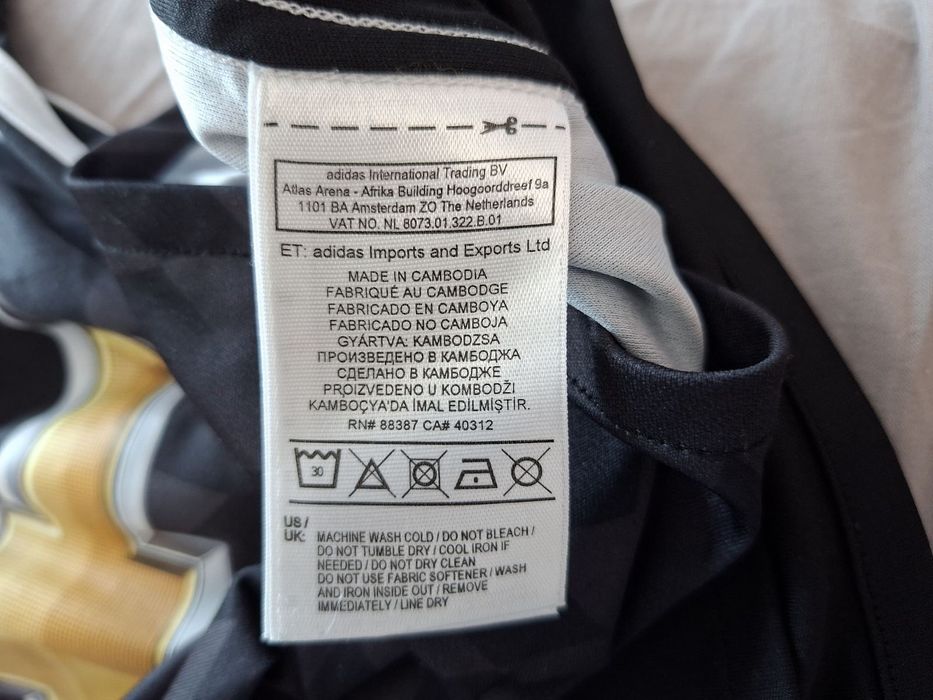 adidas International Trading BV
Atlas Arena - Afrika Building Hoogoorddreef 9a
1101 BA Amsterdam ZO The Netherlands
VAT NO. NL 8073.01.322.B.01
ET: adidas Imports and Exports Ltd
MADE IN CAMBODIA
FABRIQUÉ AU CAMBODGE
FABRICADO EN CAMBOYA
FABRICADO NO CAMBOJA
GYÁRTVA: KAMBODZSA
ПРОИЗВЕДЕНО В КАМБОДЖА
СДЕЛАНО В КАМБОДЖЕ
PROIZVEDENO U KOMBODŽI
KAMBOÇYA'DA İMAL EDİLMİŞTİR.
RN# 88387 CA# 40312
30
US /
UK: MACHINE WASH COLD / DO NOT BLEACH /
DO NOT TUMBLE DRY / COOL IRON IF
NEEDED / DO NOT DRY CLEAN
DO NOT USE FABRIC SOFTENER / WASH
AND IRON INSIDE OUT / REMOVE
IMMEDIATELY / LINE DRY